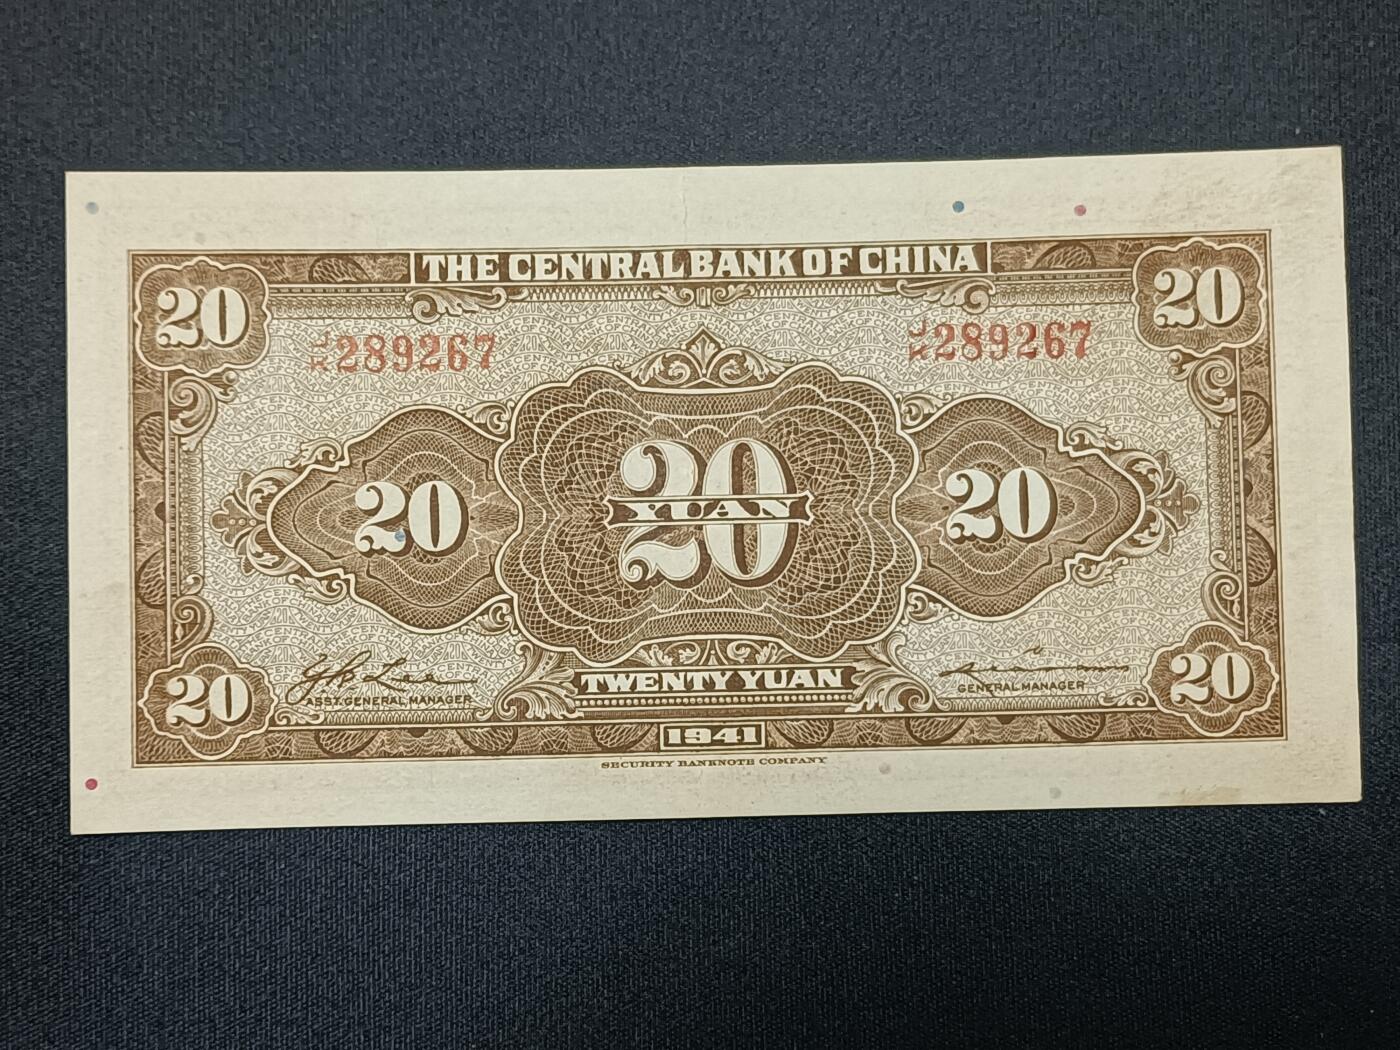 THE CENTRAL BANK OF CHINA
20 20
J/K 289267 J/K 289267
20 20 YUAN 20
20 TWENTY YUAN 20
ASST. GENERAL MANAGER GENERAL MANAGER
1941
SECURITY BANKNOTE COMPANY